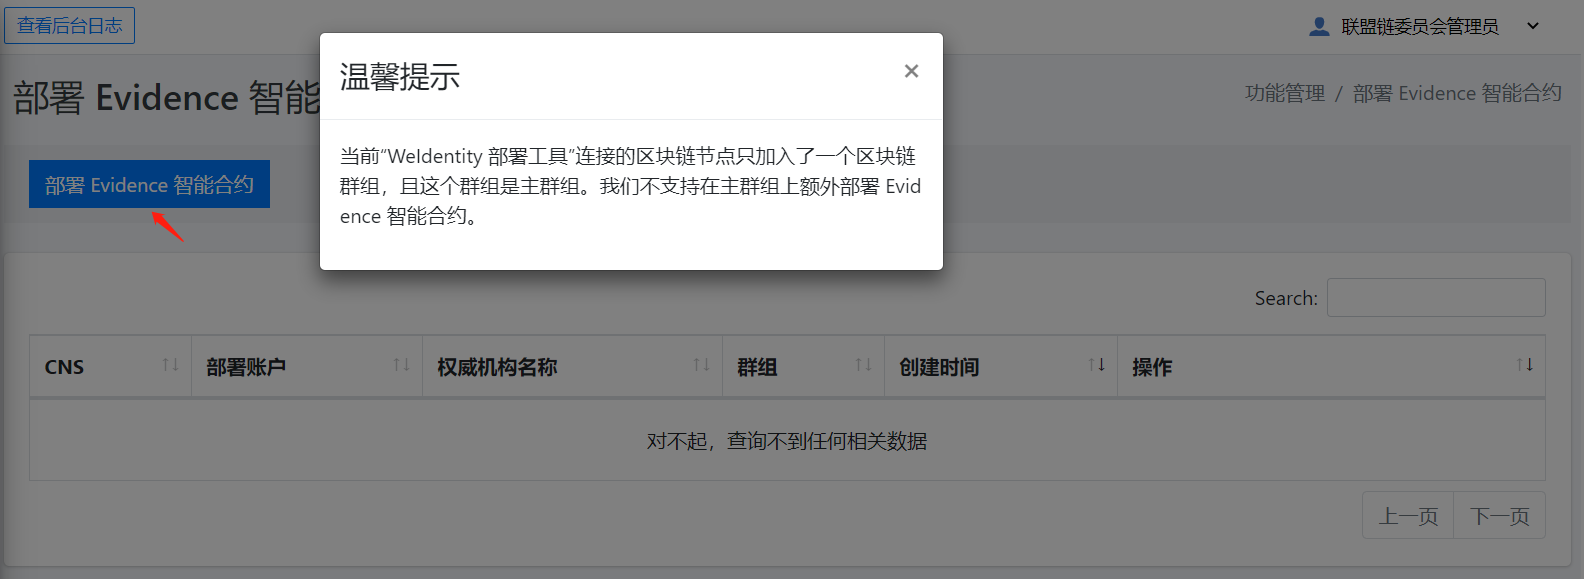 查看后台日志
联盟链委员会管理员
部署 Evidence 智能
功能管理 / 部署 Evidence 智能合约
温馨提示
×
当前“WeIdentity 部署工具”连接的区块链节点只加入了一个区块链
群组，且这个群组是主群组。我们不支持在主群组上额外部署 Evid
ence 智能合约。
部署 Evidence 智能合约
Search:
CNS 部署账户 权威机构名称 群组 创建时间 操作
对不起，查询不到任何相关数据
上一页 下一页